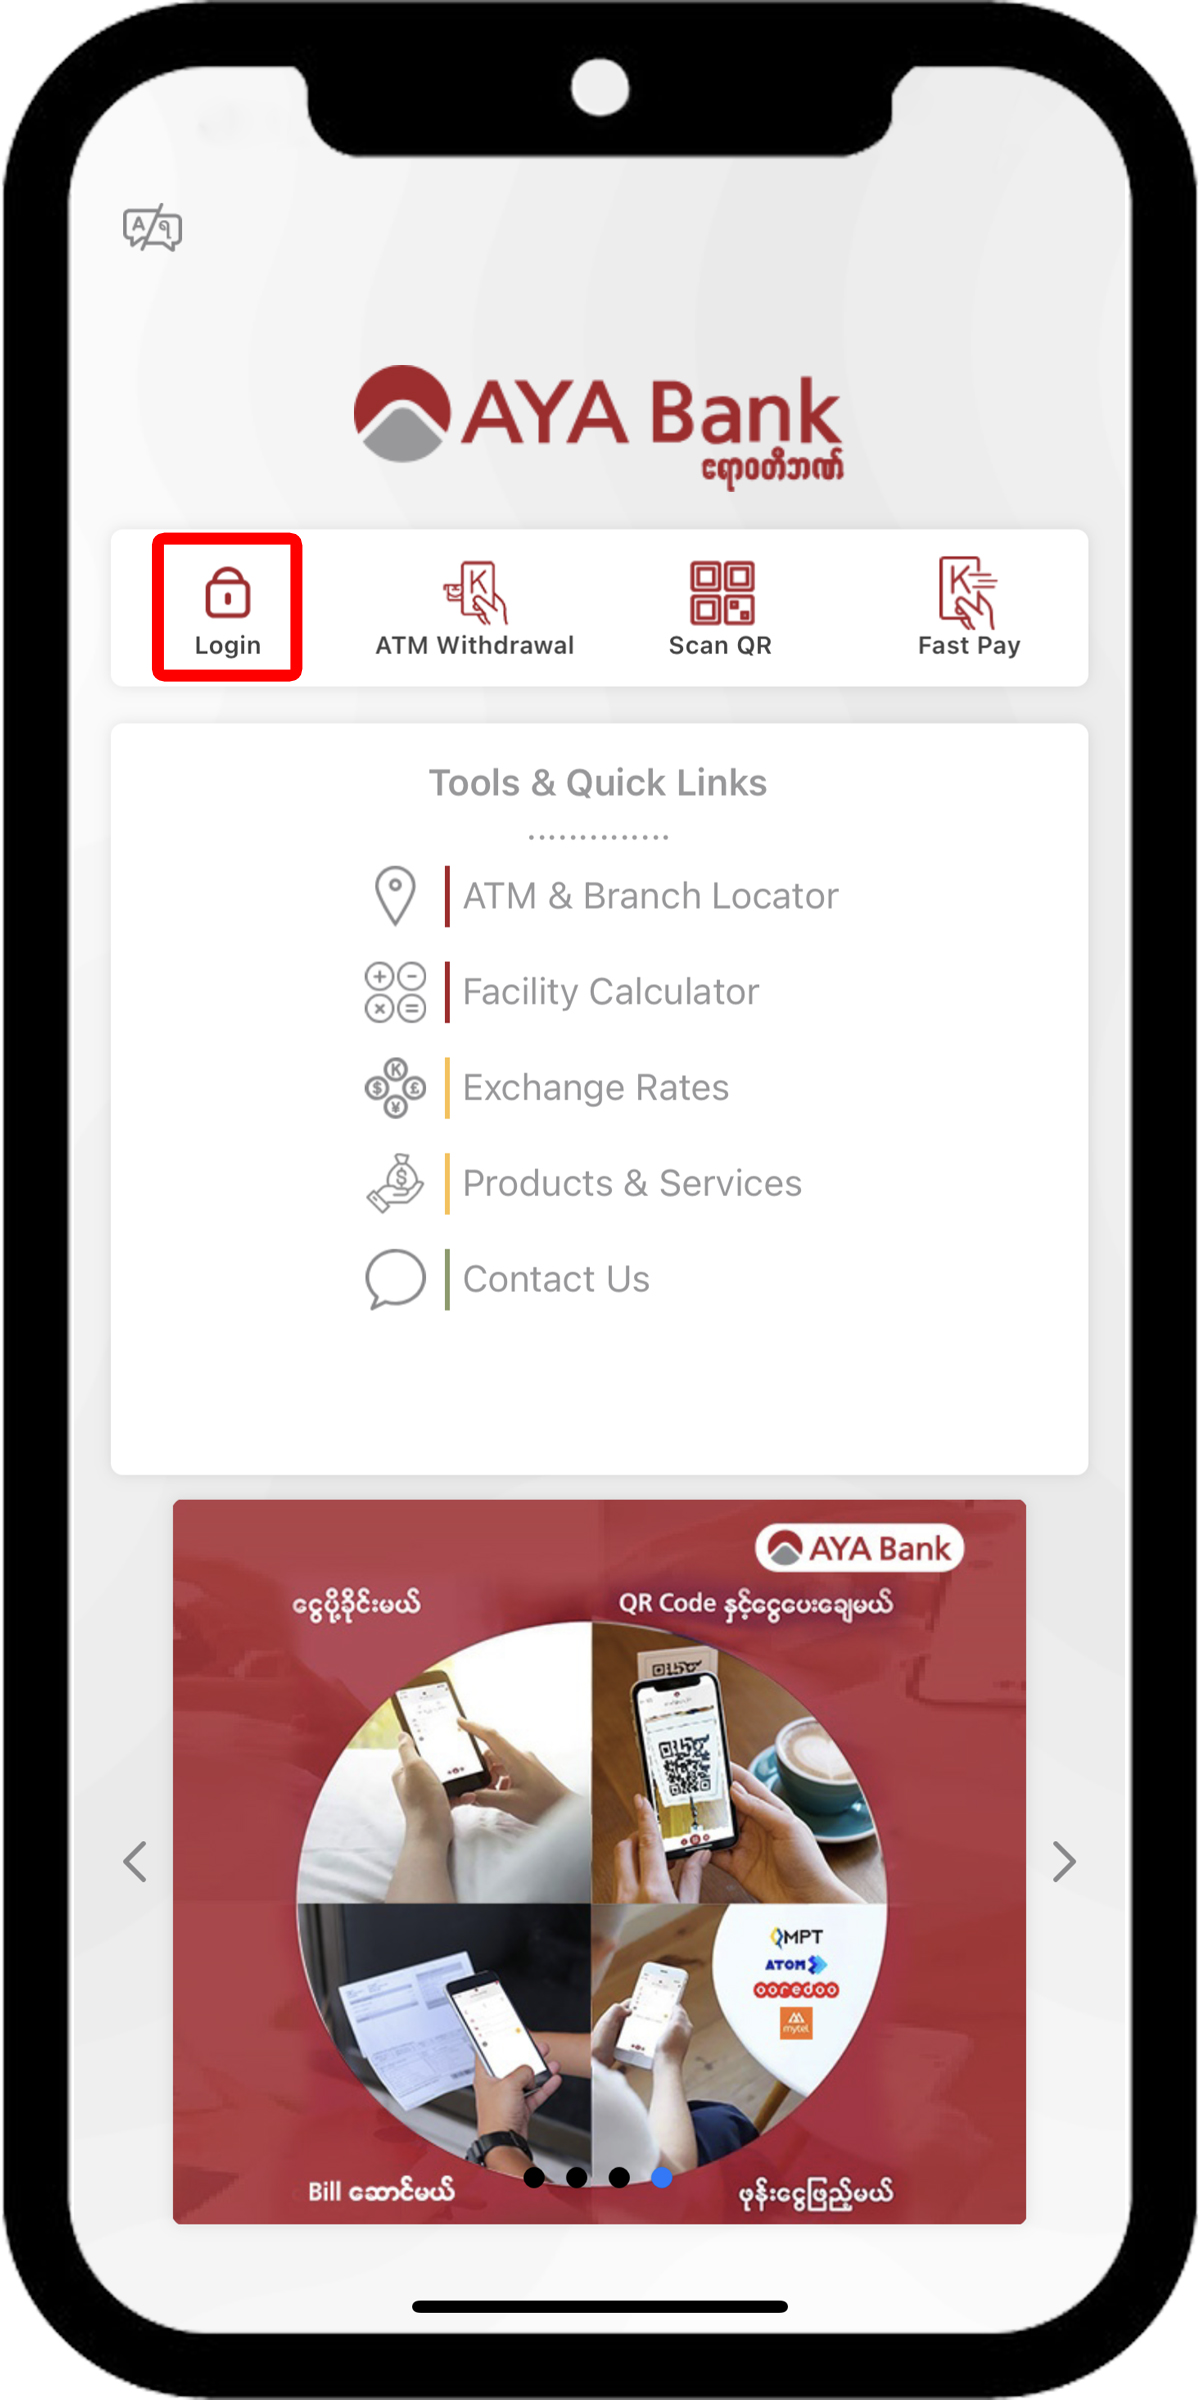 AYA Bank
ဧရာဝတီဘဏ်
Login
ATM Withdrawal
Scan QR
Fast Pay
Tools & Quick Links
ATM & Branch Locator
Facility Calculator
Exchange Rates
Products & Services
Contact Us
AYA Bank
ငွေပို့ခိုင်းမယ်
QR Code နှင့်ငွေပေးချေမယ်
MPT
ATOM
ooredoo
mytel
Bill ဆောင်မယ်
ဖုန်းငွေဖြည့်မယ်